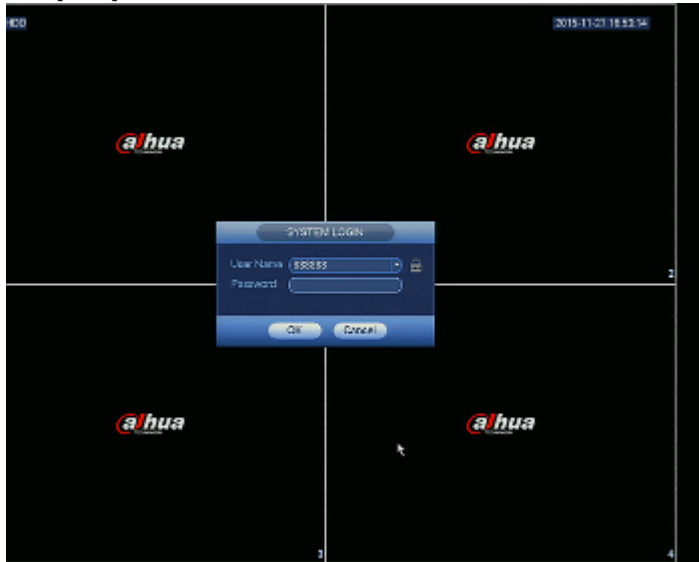 HDD
2015-11-27 16:53:14
alhua
alhua
SYSTEM LOGIN
User Name
888888
2
Password
OK
Cancel
alhua
alhua
3
4